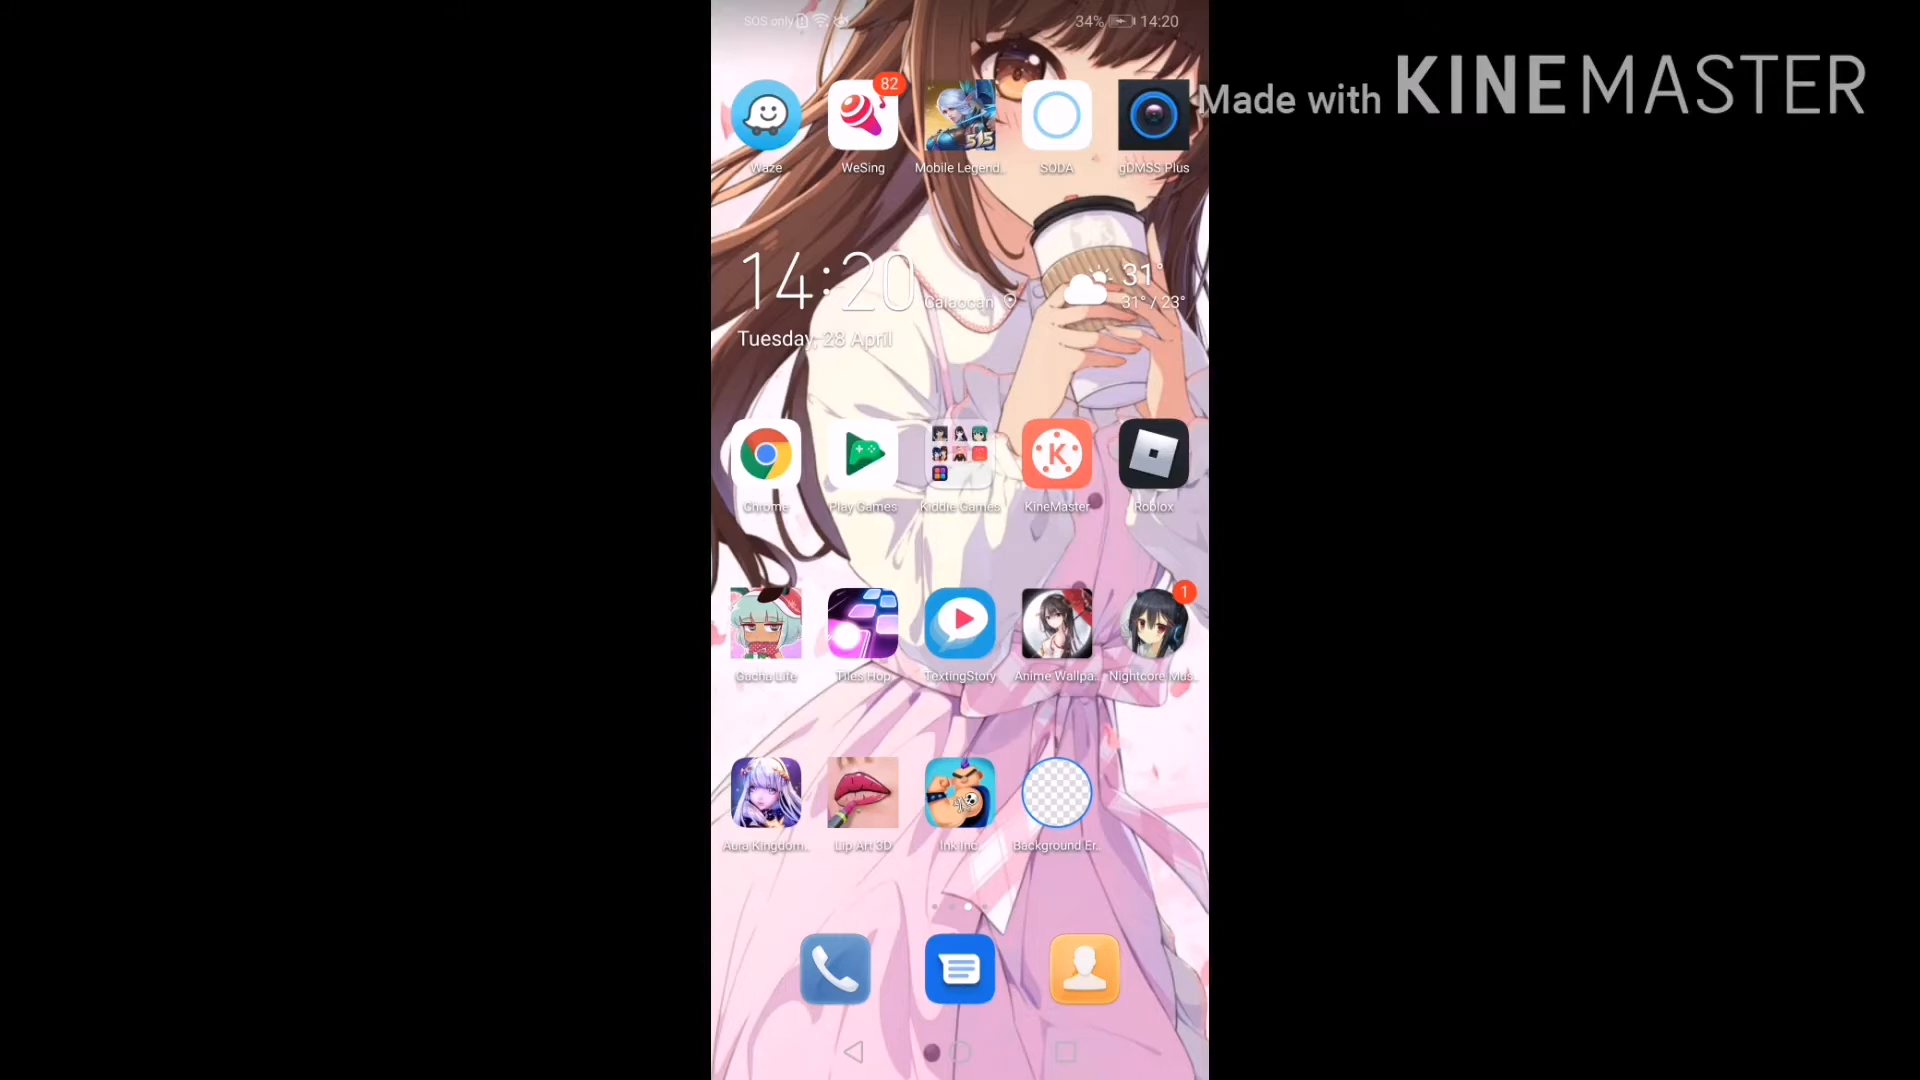 SOS only
34% 14:20
Made with KINEMASTER
82
515
Waze WeSing Mobile Legend.. SODA gDMSS Plus
14:20 Calaocan 31°
31° / 23°
Tuesday, 28 April
K
Chrome Play Games Kiddie Games KineMaster Roblox
1
Gacha Life Tiles Hop TextingStory Anime Wallpa.. Nightcore Mus..
Aura Kingdom.. Lip Art 3D Ink Inc. Background Er..